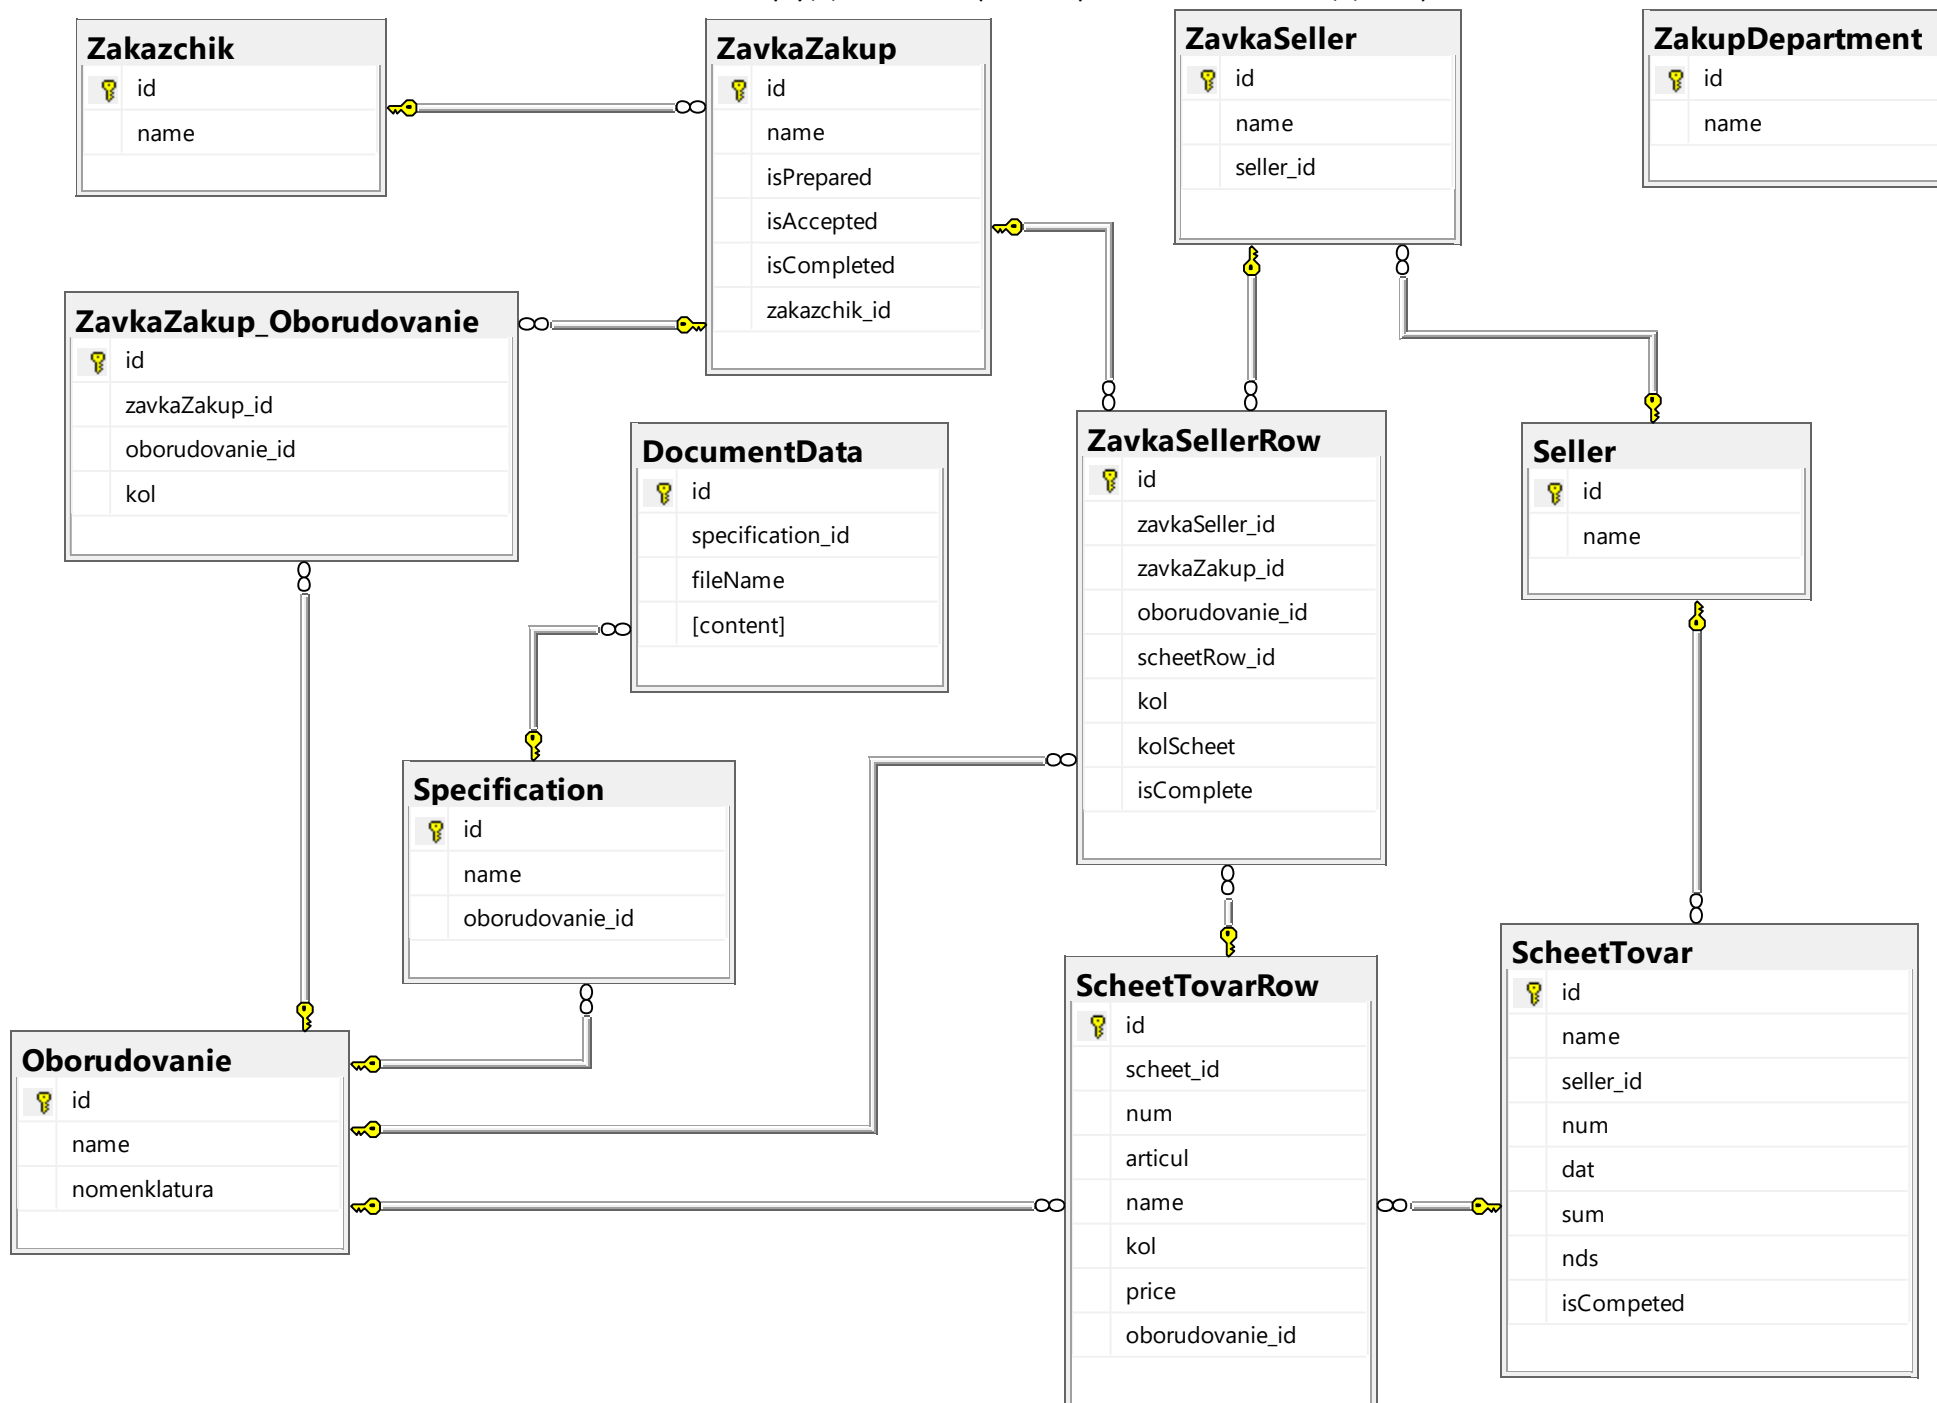 Zakazchik
id
name
ZavkaZakup
id
name
isPrepared
isAccepted
isCompleted
zakazchik_id
ZavkaSeller
id
name
seller_id
ZakupDepartment
id
name
ZavkaZakup_Oborudovanie
id
zavkaZakup_id
oborudovanie_id
kol
DocumentData
id
specification_id
fileName
[content]
ZavkaSellerRow
id
zavkaSeller_id
zavkaZakup_id
oborudovanie_id
scheetRow_id
kol
kolScheet
isComplete
Seller
id
name
Specification
id
name
oborudovanie_id
Oborudovanie
id
name
nomenklatura
ScheetTovarRow
id
scheet_id
num
articul
name
kol
price
oborudovanie_id
ScheetTovar
id
name
seller_id
num
dat
sum
nds
isCompeted